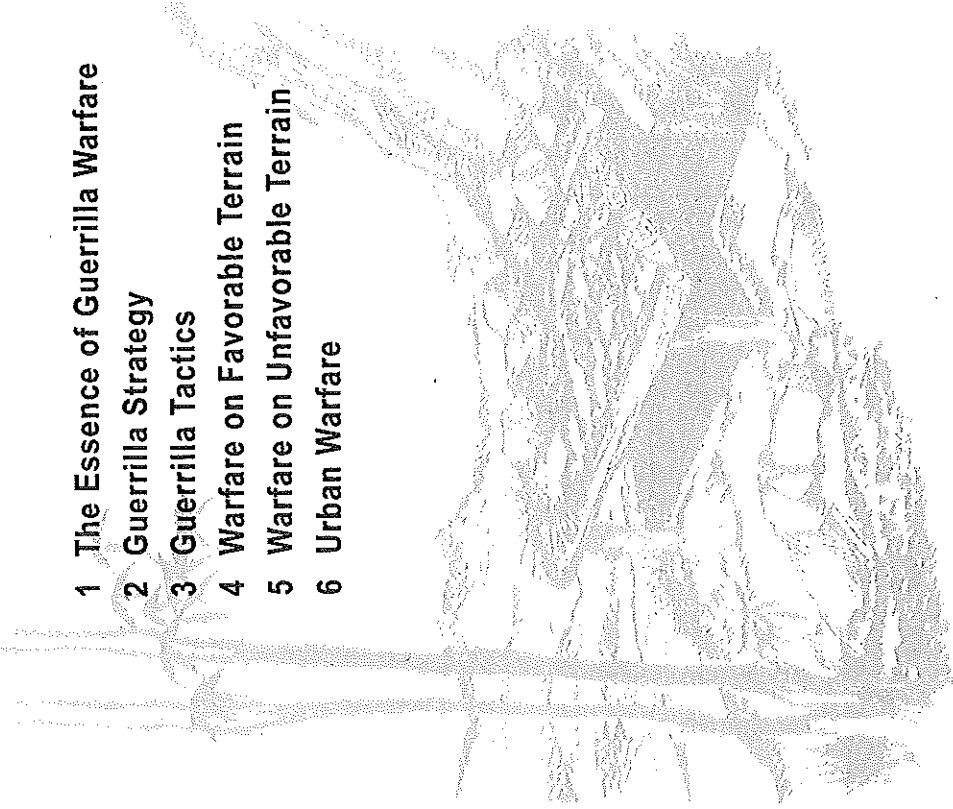 1 The Essence of Guerrilla Warfare
2 Guerrilla Strategy
3 Guerrilla Tactics
4 Warfare on Favorable Terrain
5 Warfare on Unfavorable Terrain
6 Urban Warfare